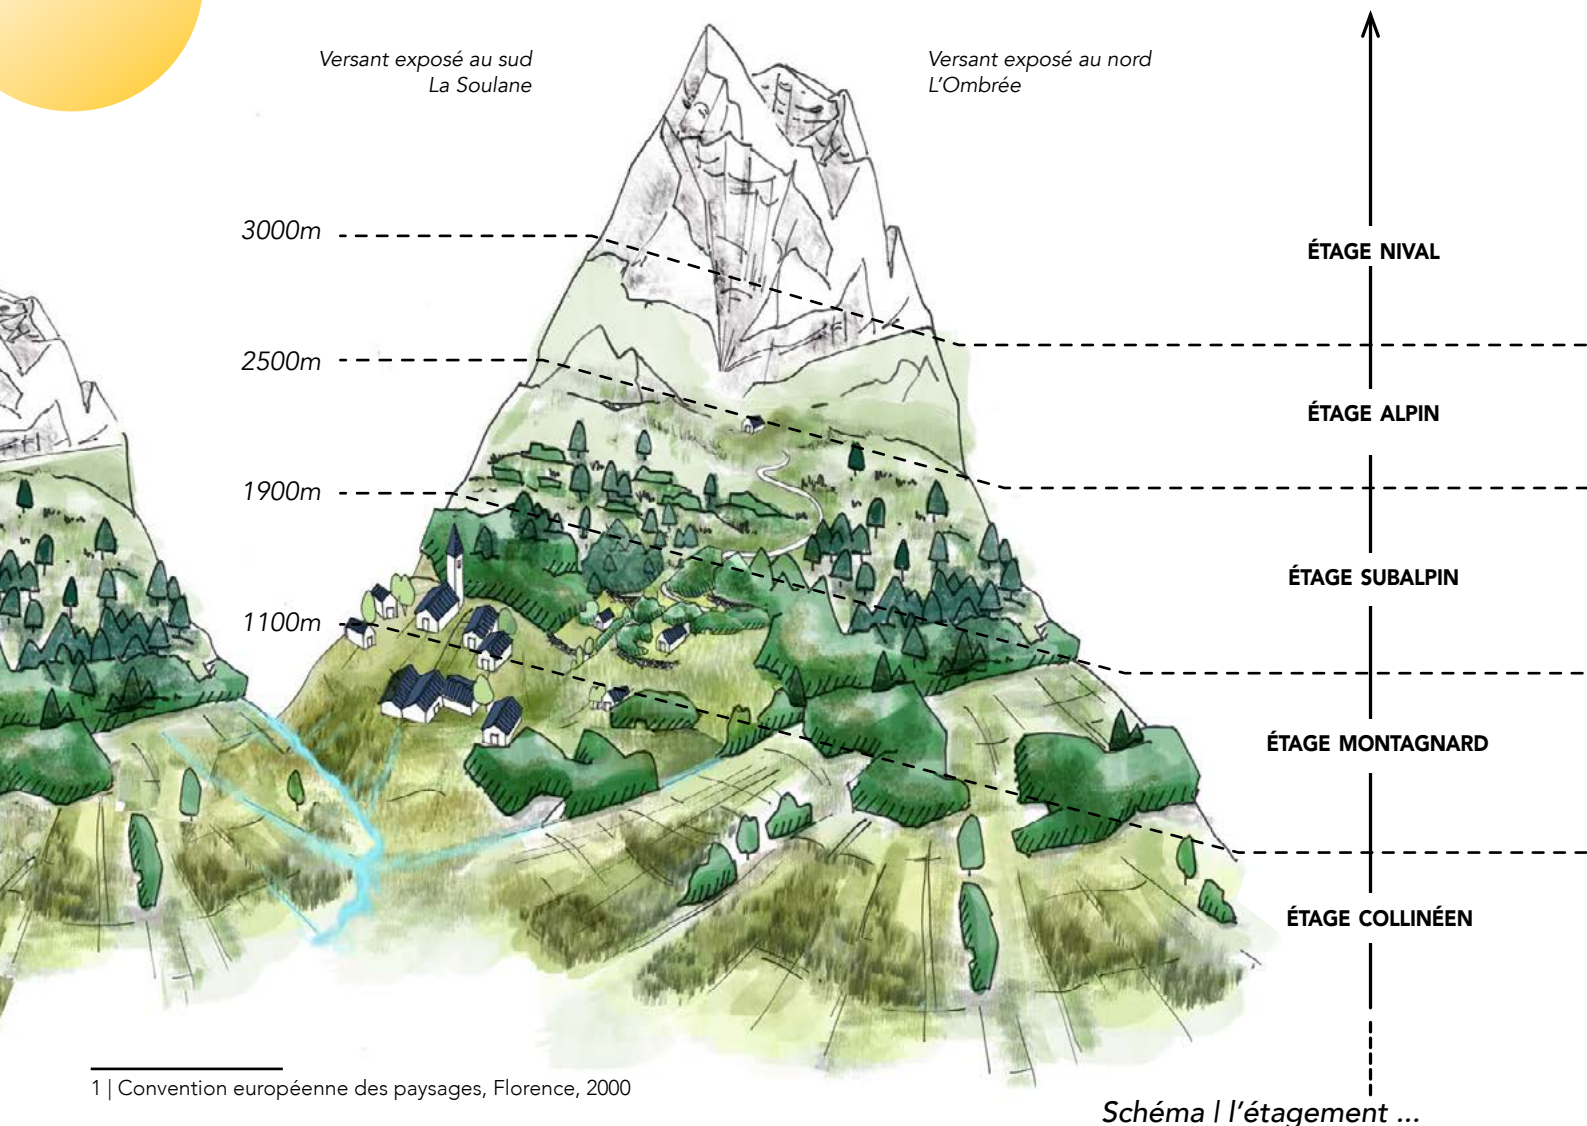 Versant exposé au sud
La Soulane
Versant exposé au nord
L'Ombrée
3000m
ÉTAGE NIVAL
2500m
ÉTAGE ALPIN
1900m
ÉTAGE SUBALPIN
1100m
ÉTAGE MONTAGNARD
ÉTAGE COLLINÉEN
1 | Convention européenne des paysages, Florence, 2000
Schéma | l'étagement ...